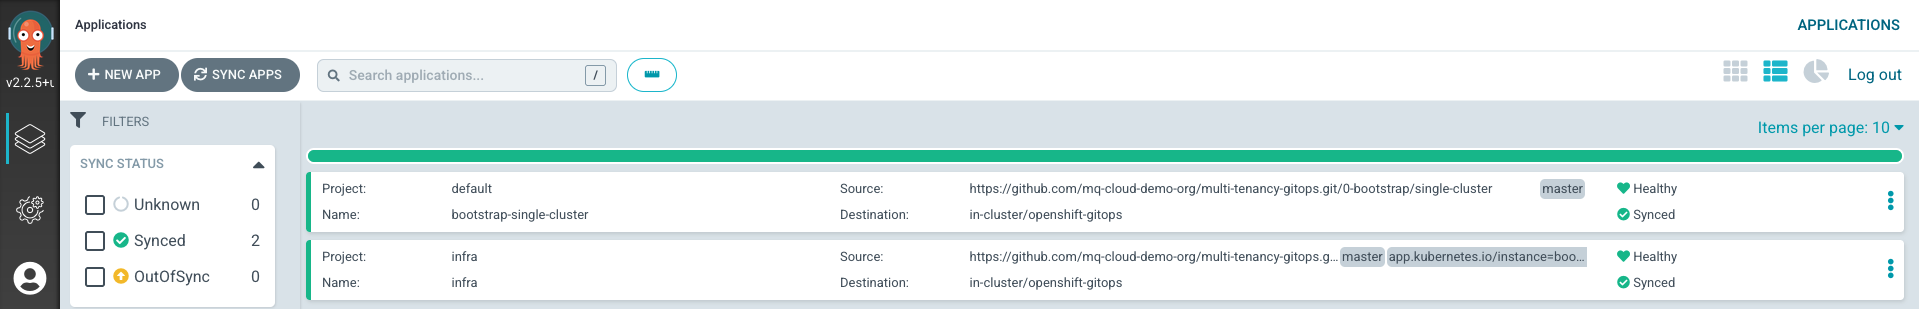 Applications
APPLICATIONS
v2.2.5+u
NEW APP
SYNC APPS
Search applications...
/
Log out
FILTERS
Items per page: 10
SYNC STATUS
Unknown 0
Synced 2
OutOfSync 0
Project: default Source: https://github.com/mq-cloud-demo-org/multi-tenancy-gitops.git/0-bootstrap/single-cluster master Healthy
Name: bootstrap-single-cluster Destination: in-cluster/openshift-gitops Synced
Project: infra Source: https://github.com/mq-cloud-demo-org/multi-tenancy-gitops.g... master app.kubernetes.io/instance=boo... Healthy
Name: infra Destination: in-cluster/openshift-gitops Synced